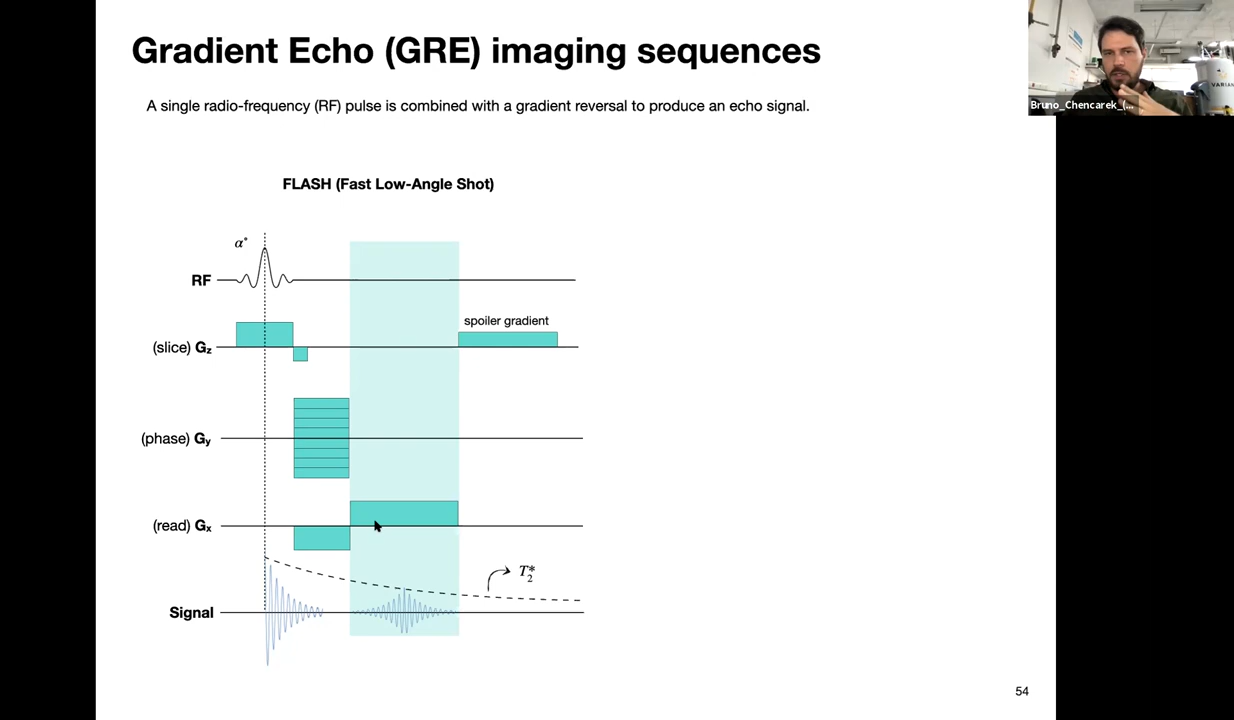 Gradient Echo (GRE) imaging sequences
A single radio-frequency (RF) pulse is combined with a gradient reversal to produce an echo signal.
FLASH (Fast Low-Angle Shot)
α°
RF
spoiler gradient
(slice) Gz
(phase) Gy
(read) Gx
T2*
Signal
54
VARIAN
Bruno_Chencarek_(...